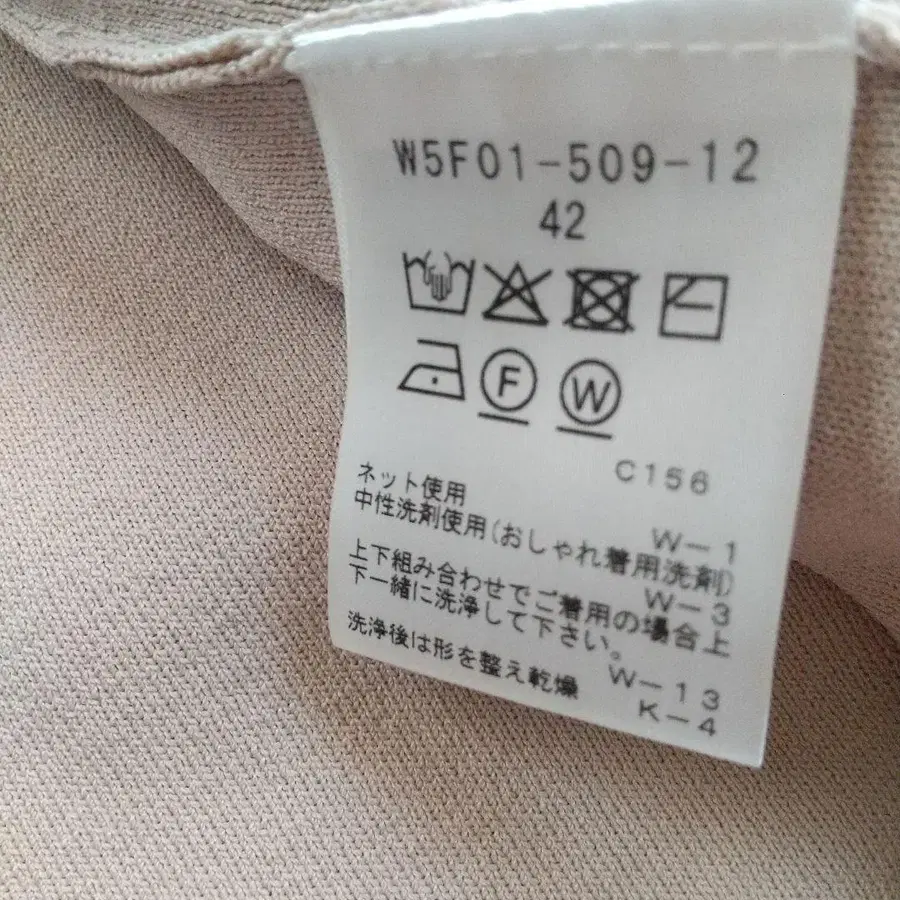 W5F01-509-12
42
F W
C156
ネット使用
W-1
中性洗剤使用(おしゃれ着用洗剤)
W-3
上下組み合わせでご着用の場合上
下一緒に洗浄して下さい。
W-13
洗浄後は形を整え乾燥
K-4